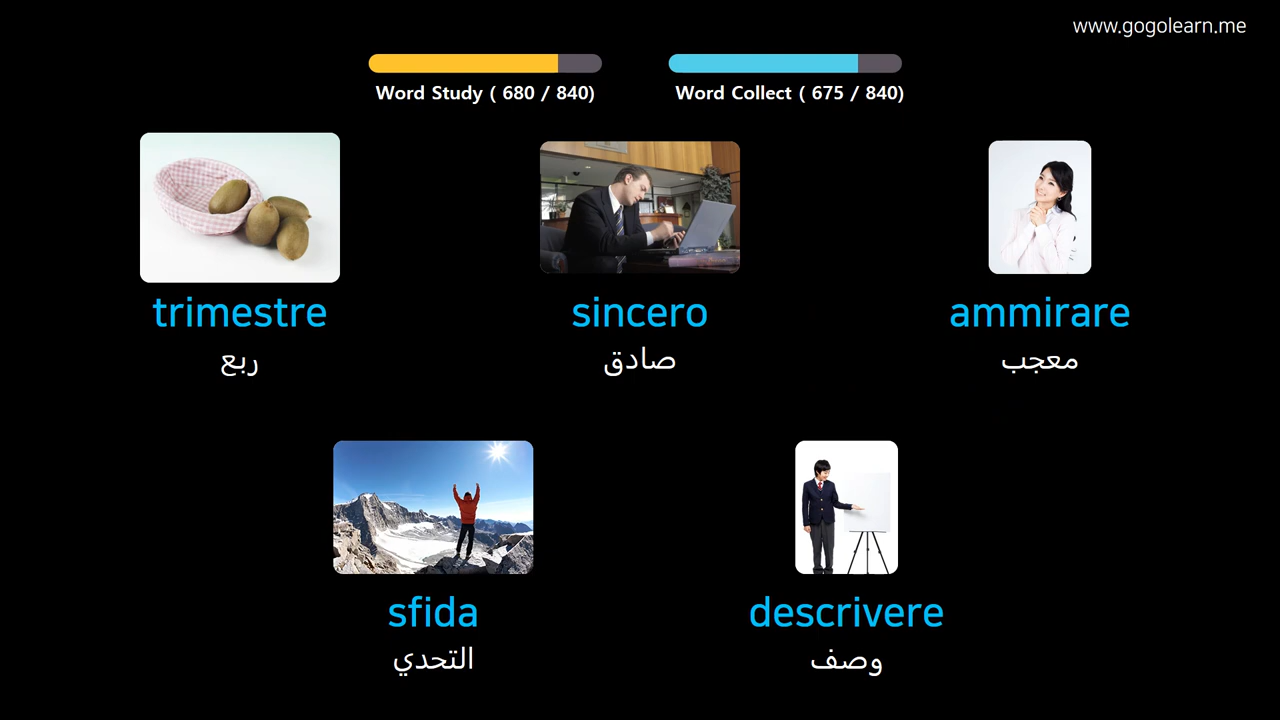 www.gogolearn.me
Word Study ( 680 / 840)
Word Collect ( 675 / 840)
trimestre
ربع
sincero
صادق
ammirare
معجب
sfida
التحدي
descrivere
وصف